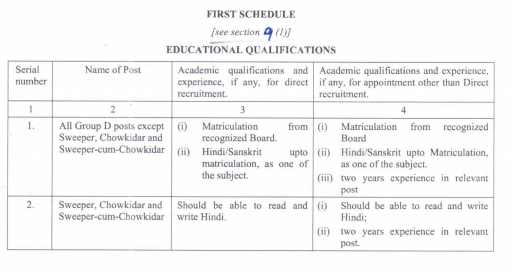 FIRST SCHEDULE
[see section 9 (1)]
EDUCATIONAL QUALIFICATIONS
Serial number
Name of Post
Academic qualifications and experience, if any, for direct recruitment.
Academic qualifications and experience, if any, for appointment other than Direct recruitment.
1
2
3
4
1.
All Group D posts except
Sweeper, Chowkidar and
Sweeper-cum-Chowkidar
(i) Matriculation from
recognized Board.
(ii) Hindi/Sanskrit upto
matriculation, as one of
the subject.
(i) Matriculation from recognized
Board
(ii) Hindi/Sanskrit upto Matriculation,
as one of the subject.
(iii) two years experience in relevant
post
2.
Sweeper, Chowkidar and
Sweeper-cum-Chowkidar
Should be able to read and
write Hindi.
(i) Should be able to read and write
Hindi;
(ii) two years experience in relevant
post.